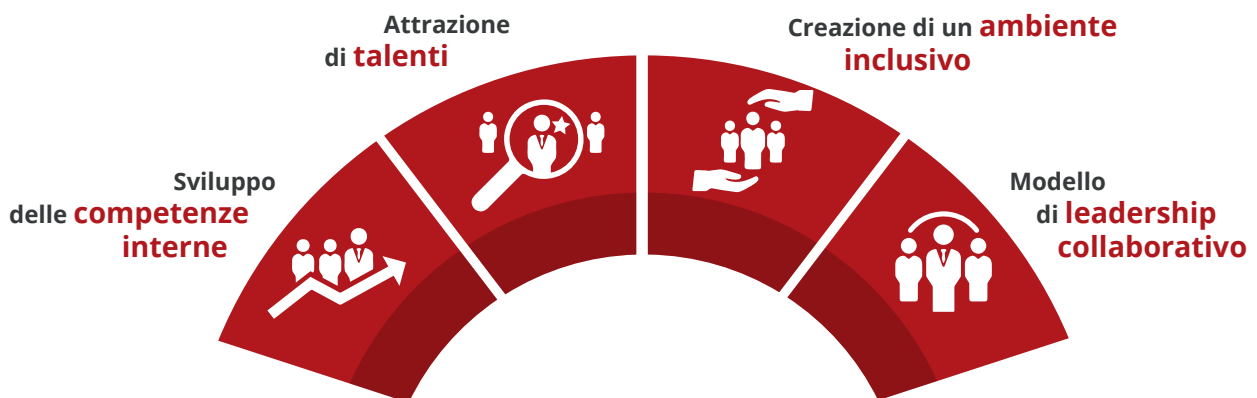 Sviluppo
delle competenze
interne
Attrazione
di talenti
Creazione di un ambiente
inclusivo
Modello
di leadership
collaborativo